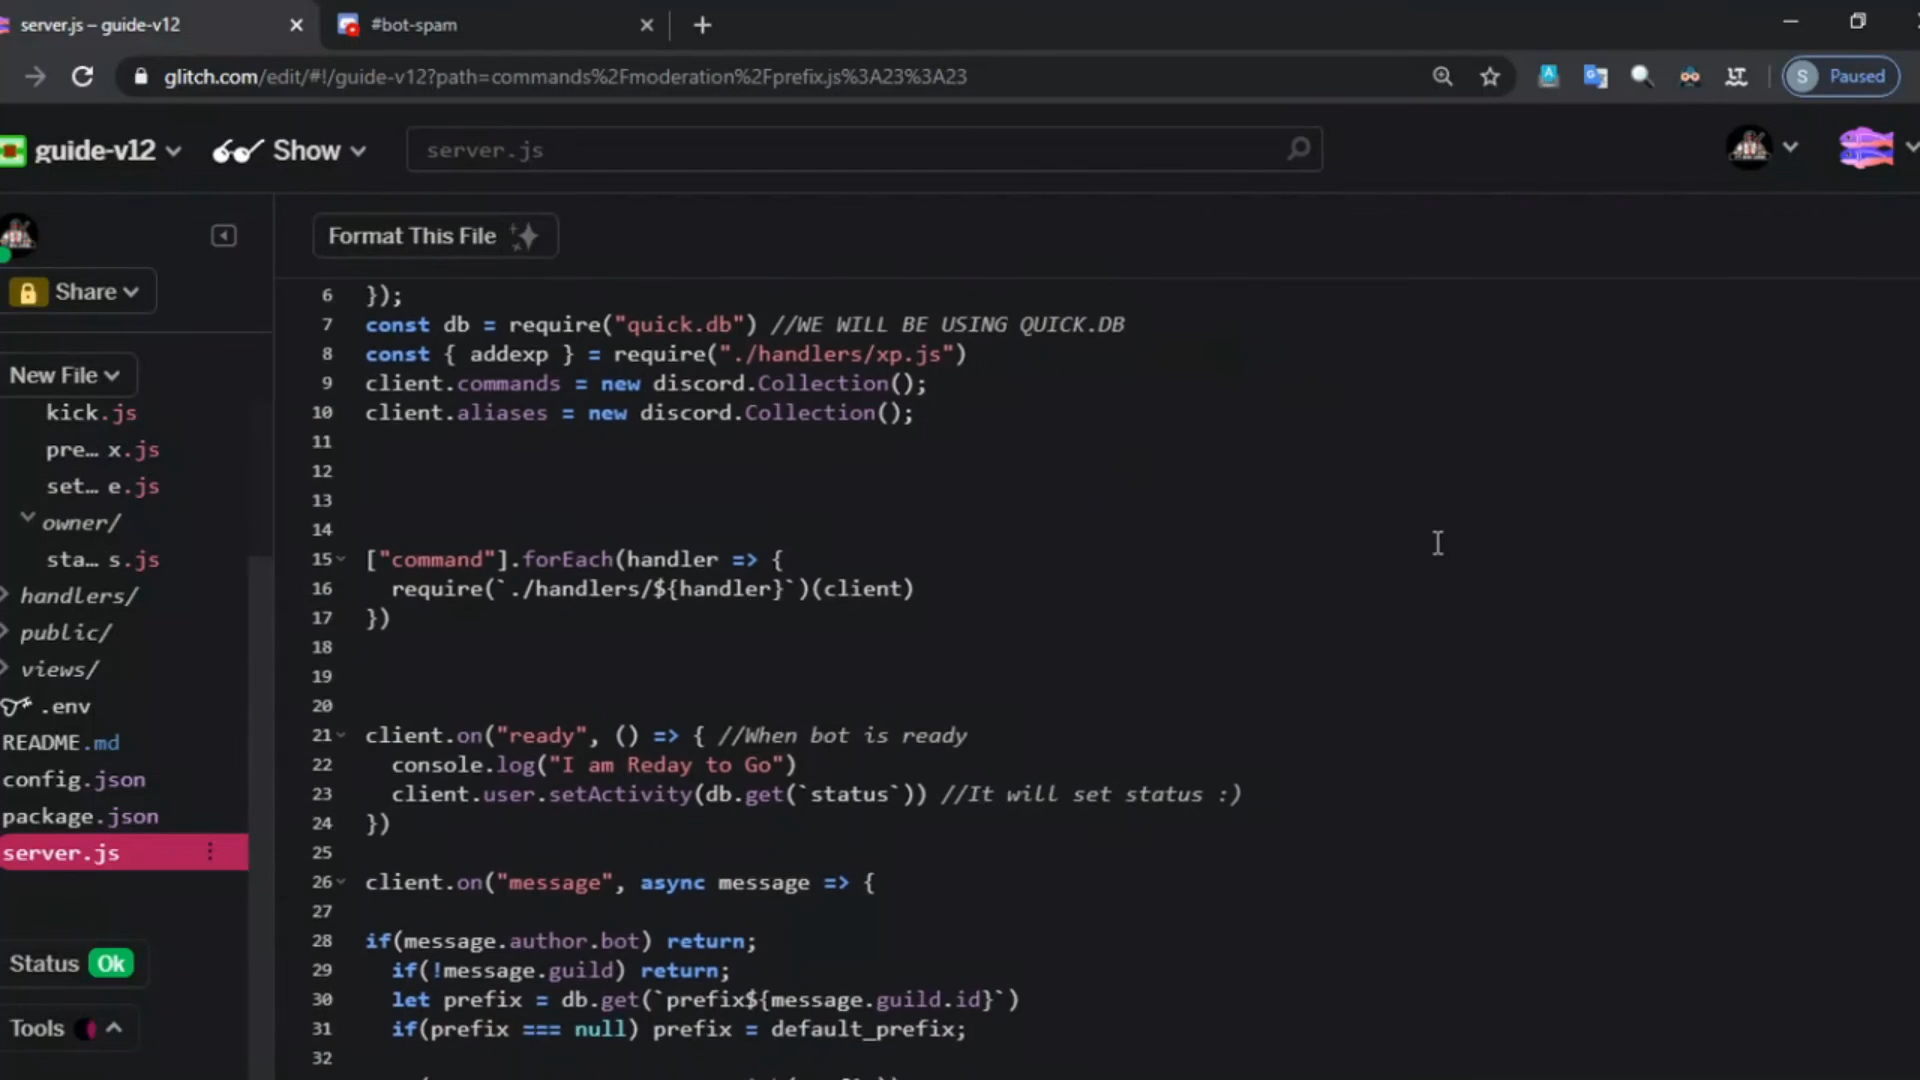 server.js – guide-v12
#bot-spam
glitch.com/edit/#!/guide-v12?path=commands%2Fmoderation%2Fprefix.js%3A23%3A23
S Paused
guide-v12
Show
server.js
Format This File
Share
New File
kick.js
pre… x.js
set… e.js
owner/
sta… s.js
handlers/
public/
views/
.env
README.md
config.json
package.json
server.js
Status Ok
Tools
6 });
7 const db = require("quick.db") //WE WILL BE USING QUICK.DB
8 const { addexp } = require("./handlers/xp.js")
9 client.commands = new discord.Collection();
10 client.aliases = new discord.Collection();
11
12
13
14
15 ["command"].forEach(handler => {
16 require(`./handlers/${handler}`)(client)
17 })
18
19
20
21 client.on("ready", () => { //When bot is ready
22 console.log("I am Reday to Go")
23 client.user.setActivity(db.get(`status`)) //It will set status :)
24 })
25
26 client.on("message", async message => {
27
28 if(message.author.bot) return;
29 if(!message.guild) return;
30 let prefix = db.get(`prefix${message.guild.id}`)
31 if(prefix === null) prefix = default_prefix;
32